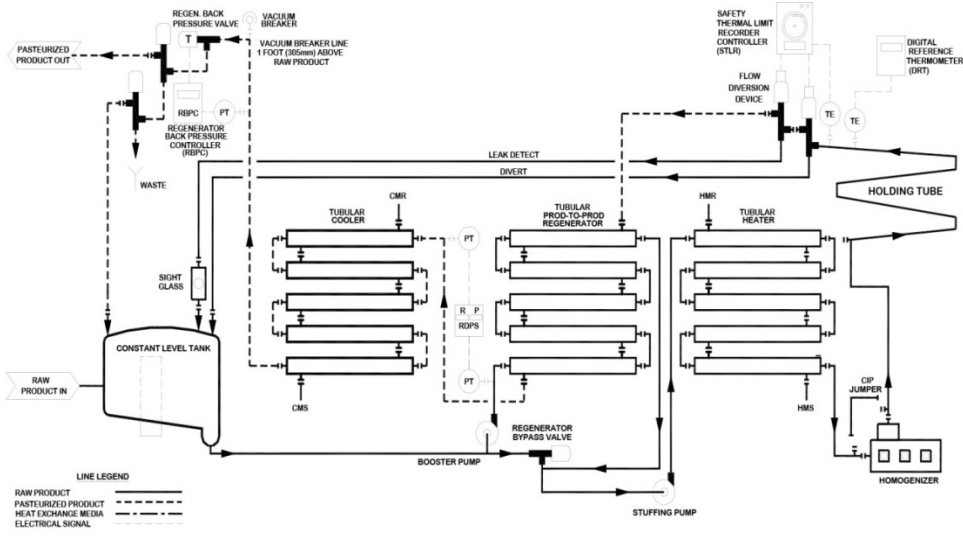 REGEN. BACK
PRESSURE VALVE
VACUUM
BREAKER
VACUUM BREAKER LINE
1 FOOT (305mm) ABOVE
RAW PRODUCT
PASTEURIZED
PRODUCT OUT
T
RBPC
PT
REGENERATOR
BACK PRESSURE
CONTROLLER
(RBPC)
WASTE
SAFETY
THERMAL LIMIT
RECORDER
CONTROLLER
(STLR)
DIGITAL
REFERENCE
THERMOMETER
(DRT)
FLOW
DIVERSION
DEVICE
TE
TE
LEAK DETECT
DIVERT
HOLDING TUBE
CMR
HMR
TUBULAR
COOLER
TUBULAR
PROD-TO-PROD
REGENERATOR
TUBULAR
HEATER
PT
R P
RDPS
PT
SIGHT
GLASS
CONSTANT LEVEL TANK
RAW
PRODUCT IN
CMS
HMS
CIP
JUMPER
REGENERATOR
BYPASS VALVE
BOOSTER PUMP
STUFFING PUMP
HOMOGENIZER
LINE LEGEND
RAW PRODUCT
PASTEURIZED PRODUCT
HEAT EXCHANGE MEDIA
ELECTRICAL SIGNAL